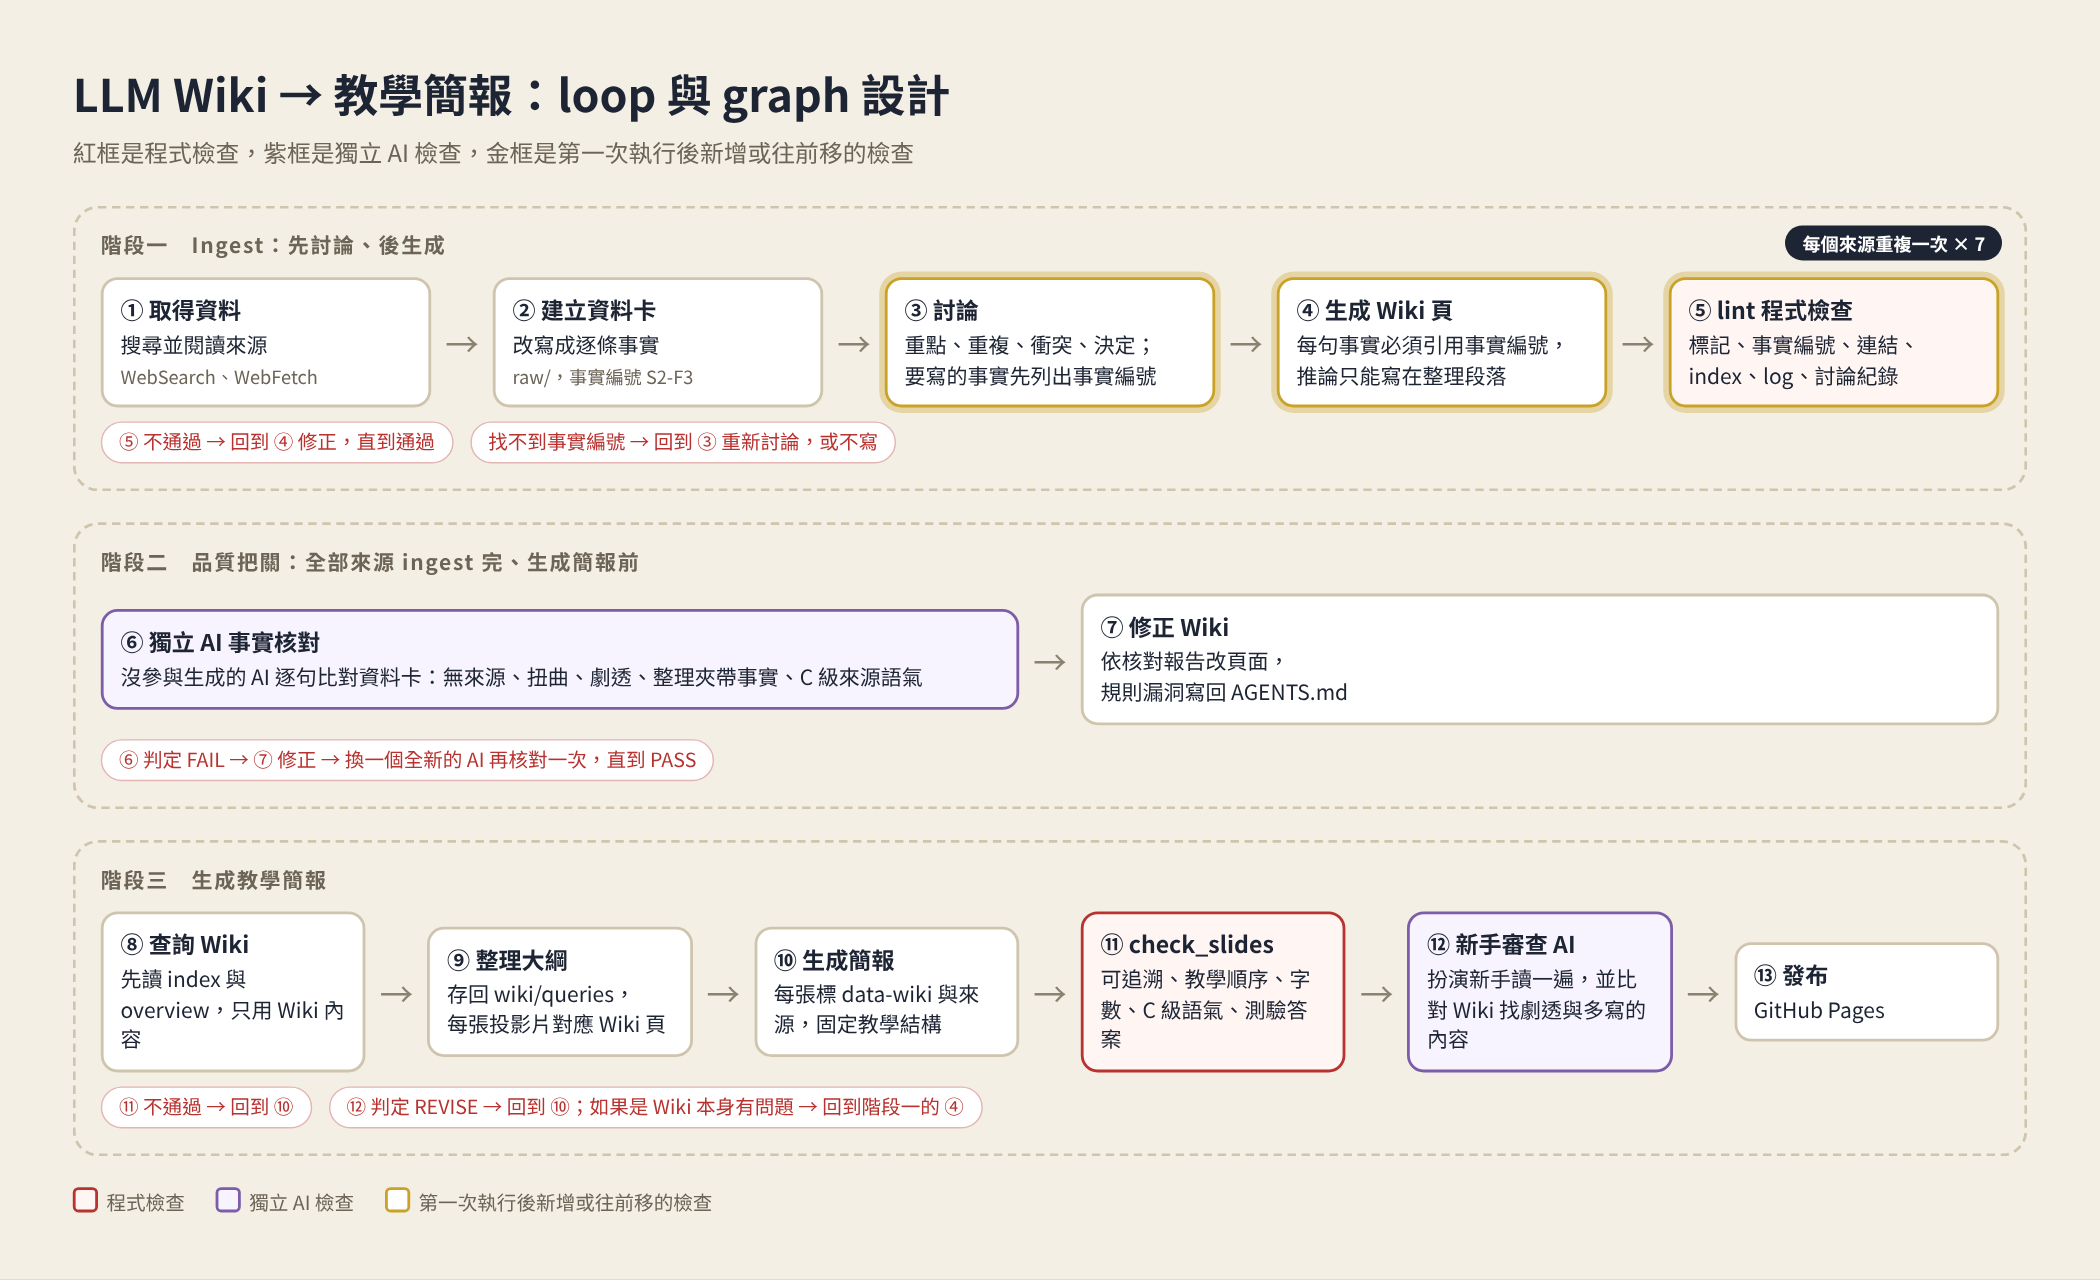 LLM Wiki → 教學簡報：loop 與 graph 設計
紅框是程式檢查，紫框是獨立 AI 檢查，金框是第一次執行後新增或往前移的檢查
階段一 Ingest：先討論、後生成
每個來源重複一次 × 7
① 取得資料
搜尋並閱讀來源
WebSearch、WebFetch
→
② 建立資料卡
改寫成逐條事實
raw/，事實編號 S2-F3
→
③ 討論
重點、重複、衝突、決定；
要寫的事實先列出事實編號
→
④ 生成 Wiki 頁
每句事實必須引用事實編號，
推論只能寫在整理段落
→
⑤ lint 程式檢查
標記、事實編號、連結、
index、log、討論紀錄
⑤ 不通過 → 回到 ④ 修正，直到通過
找不到事實編號 → 回到 ③ 重新討論，或不寫
階段二 品質把關：全部來源 ingest 完、生成簡報前
⑥ 獨立 AI 事實核對
沒參與生成的 AI 逐句比對資料卡：無來源、扭曲、劇透、整理夾帶事實、C 級來源語氣
→
⑦ 修正 Wiki
依核對報告改頁面，
規則漏洞寫回 AGENTS.md
⑥ 判定 FAIL → ⑦ 修正 → 換一個全新的 AI 再核對一次，直到 PASS
階段三 生成教學簡報
⑧ 查詢 Wiki
先讀 index 與
overview，只用 Wiki 內
容
→
⑨ 整理大綱
存回 wiki/queries，
每張投影片對應 Wiki 頁
→
⑩ 生成簡報
每張標 data-wiki 與來
源，固定教學結構
→
⑪ check_slides
可追溯、教學順序、字
數、C 級語氣、測驗答
案
→
⑫ 新手審查 AI
扮演新手讀一遍，並比
對 Wiki 找劇透與多寫的
內容
→
⑬ 發布
GitHub Pages
⑪ 不通過 → 回到 ⑩
⑫ 判定 REVISE → 回到 ⑩；如果是 Wiki 本身有問題 → 回到階段一的 ④
程式檢查
獨立 AI 檢查
第一次執行後新增或往前移的檢查